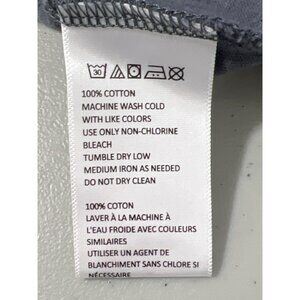 30
100% COTTON
MACHINE WASH COLD
WITH LIKE COLORS
USE ONLY NON-CHLORINE
BLEACH
TUMBLE DRY LOW
MEDIUM IRON AS NEEDED
DO NOT DRY CLEAN
100% COTON
LAVER À LA MACHINE À
L'EAU FROIDE AVEC COULEURS
SIMILAIRES
UTILISER UN AGENT DE
BLANCHIMENT SANS CHLORE SI
NÉCESSAIRE